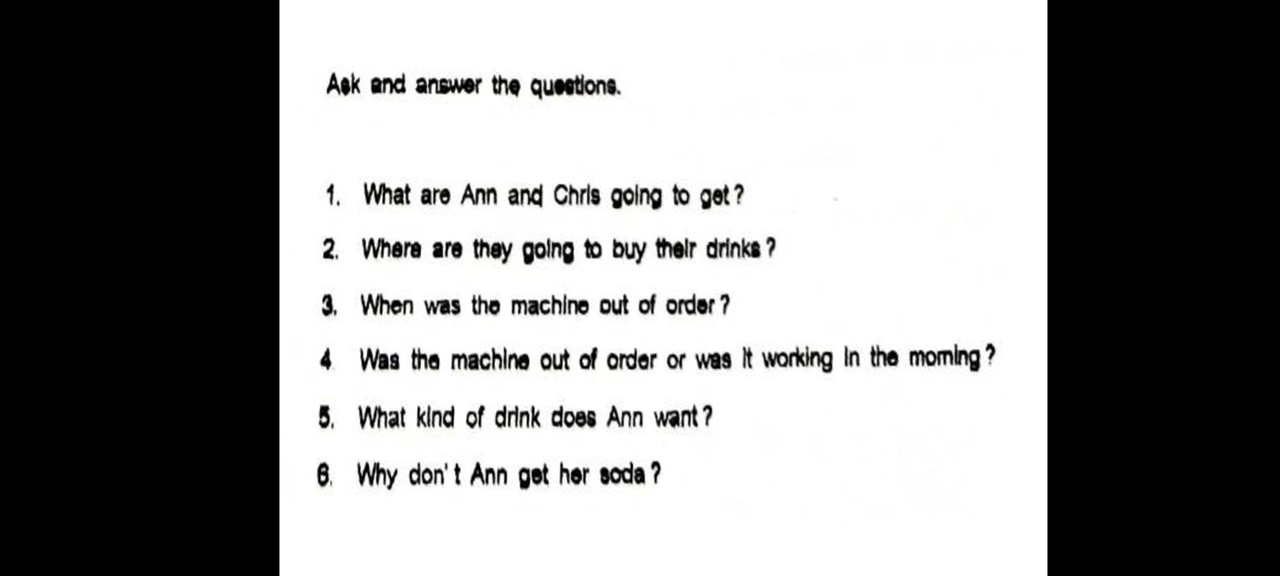 Ask and answer the questions.
1. What are Ann and Chris going to get?
2. Where are they going to buy their drinks?
3. When was the machine out of order?
4 Was the machine out of order or was it working in the morning?
5. What kind of drink does Ann want?
6. Why don't Ann get her soda?